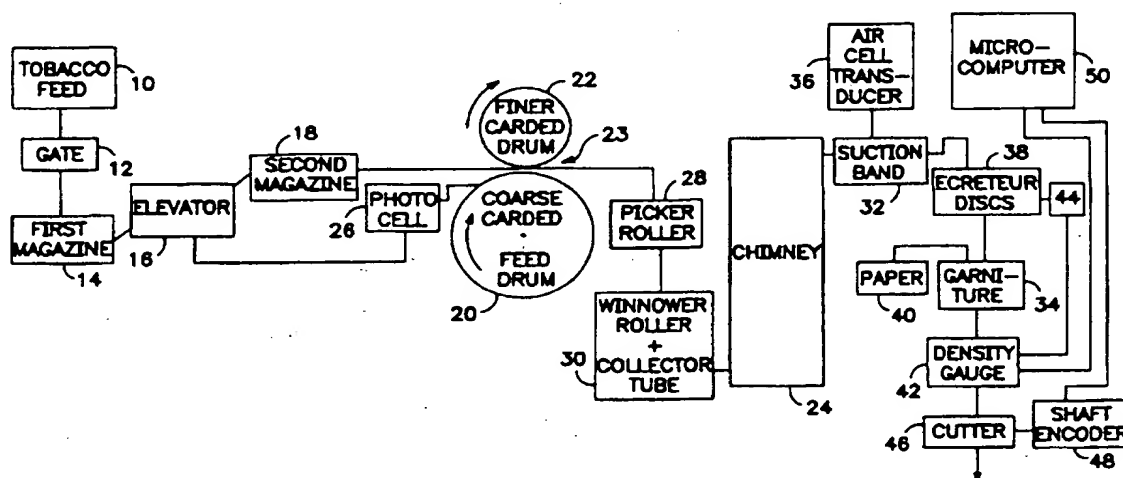 TOBACCO
FEED
10
GATE
12
FIRST
MAGAZINE
14
ELEVATOR
16
18
SECOND
MAGAZINE
PHOTO
CELL
26
22
FINER
CARDED
DRUM
23
COARSE
CARDED
FEED
DRUM
20
28
PICKER
ROLLER
WINNOWER
ROLLER
+
COLLECTOR
TUBE
30
CHIMNEY
24
AIR
CELL
TRANS-
DUCER
36
SUCTION
BAND
32
MICRO-
COMPUTER
50
38
ECRETEUR
DISCS
44
PAPER
40
GARNI-
TURE
34
DENSITY
GAUGE
42
CUTTER
46
SHAFT
ENCODER
48